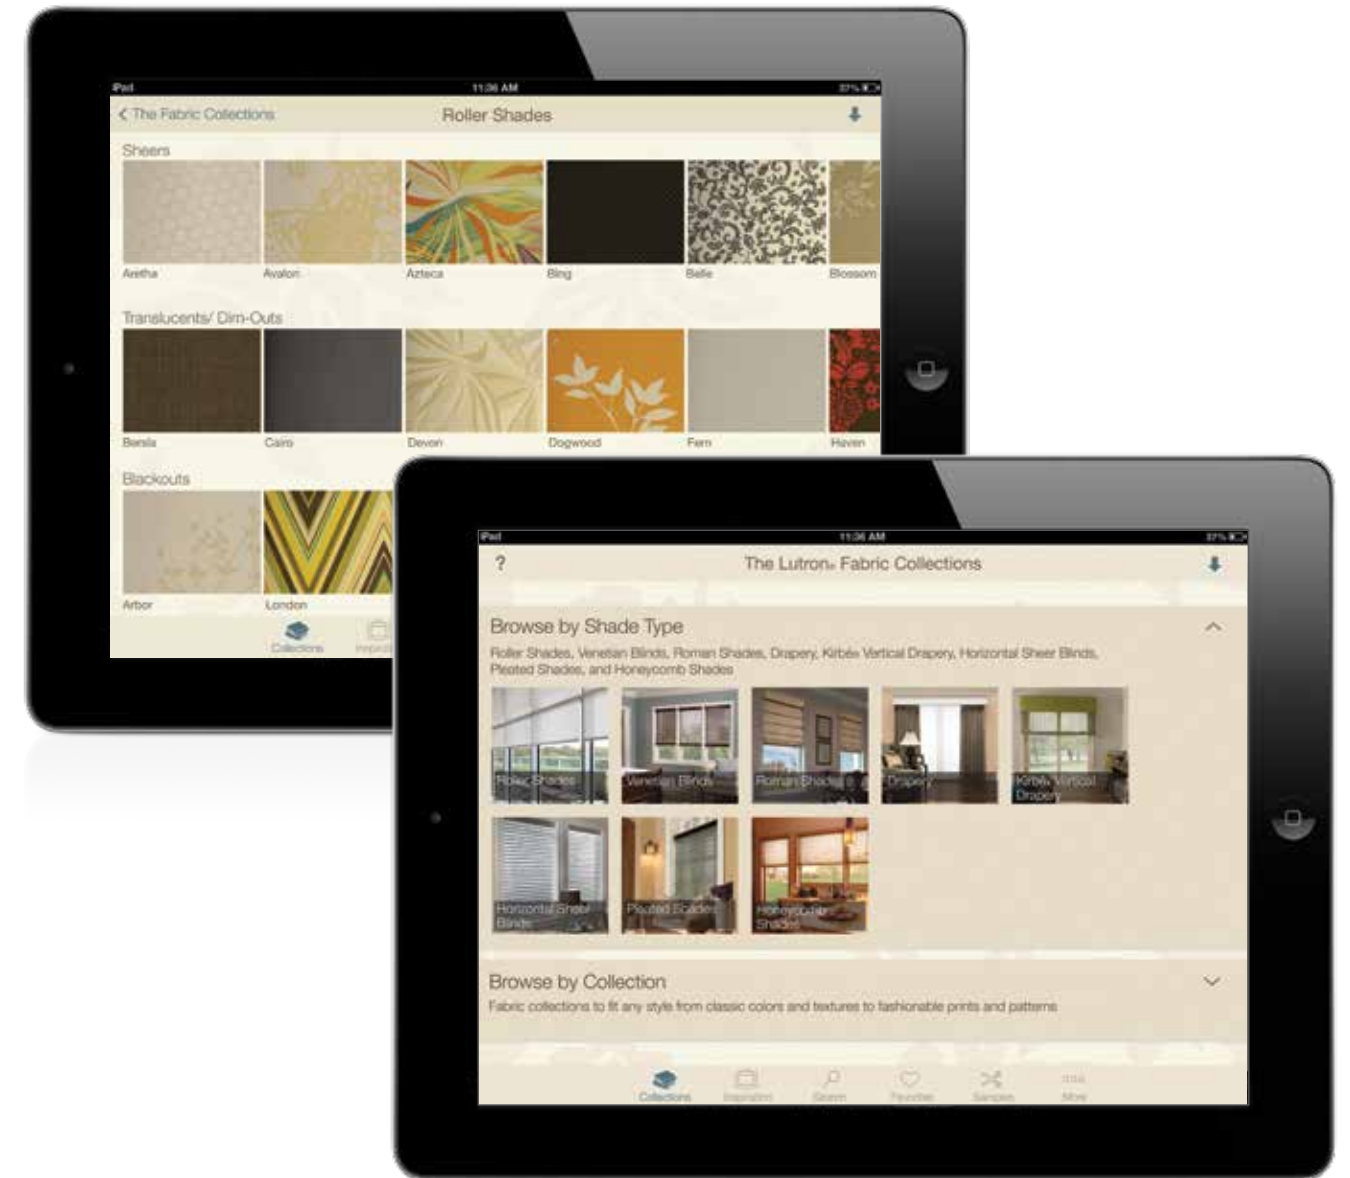 iPad 11:36 AM 37%
The Fabric Collections Roller Shades
Sheers
Aretha Avalon Azteca Bing Belle Blossom
Translucents/ Dim-Outs
Bersla Cairo Devon Dogwood Fern Haven
Blackouts
Arbor London
Collections
iPad 11:36 AM 37%
? The Lutron® Fabric Collections
Browse by Shade Type
Roller Shades, Venetian Blinds, Roman Shades, Drapery, Kirbé® Vertical Drapery, Horizontal Sheer Blinds,
Pleated Shades, and Honeycomb Shades
Roller Shades Venetian Blinds Roman Shades Drapery Kirbé® Vertical
Drapery
Horizontal Sheer Pleated Shades Honeycomb
Blinds Shades
Browse by Collection
Fabric collections to fit any style from classic colors and textures to fashionable prints and patterns
Collections Inspiration Search Favorites Samples More